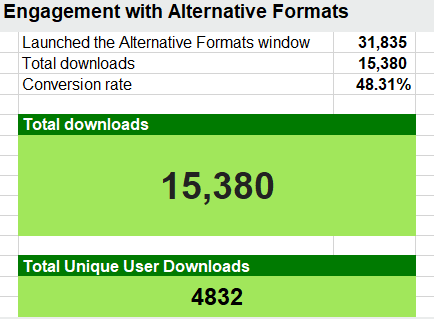 Engagement with Alternative Formats
Launched the Alternative Formats window 31,835
Total downloads 15,380
Conversion rate 48.31%
Total downloads
15,380
Total Unique User Downloads
4832